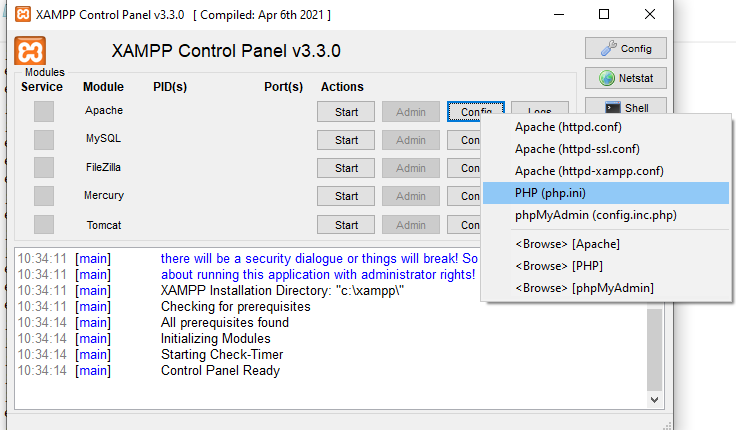 XAMPP Control Panel v3.3.0 [ Compiled: Apr 6th 2021 ]
XAMPP Control Panel v3.3.0
Config
Netstat
Shell
Modules
Service Module PID(s) Port(s) Actions
Apache Start Admin Config Logs
MySQL Start Admin
FileZilla Start Admin
Mercury Start Admin
Tomcat Start Admin
Apache (httpd.conf)
Apache (httpd-ssl.conf)
Apache (httpd-xampp.conf)
PHP (php.ini)
phpMyAdmin (config.inc.php)
<Browse> [Apache]
<Browse> [PHP]
<Browse> [phpMyAdmin]
10:34:11 [main] there will be a security dialogue or things will break! So
10:34:11 [main] about running this application with administrator rights!
10:34:11 [main] XAMPP Installation Directory: "c:\xampp\"
10:34:11 [main] Checking for prerequisites
10:34:14 [main] All prerequisites found
10:34:14 [main] Initializing Modules
10:34:14 [main] Starting Check-Timer
10:34:14 [main] Control Panel Ready